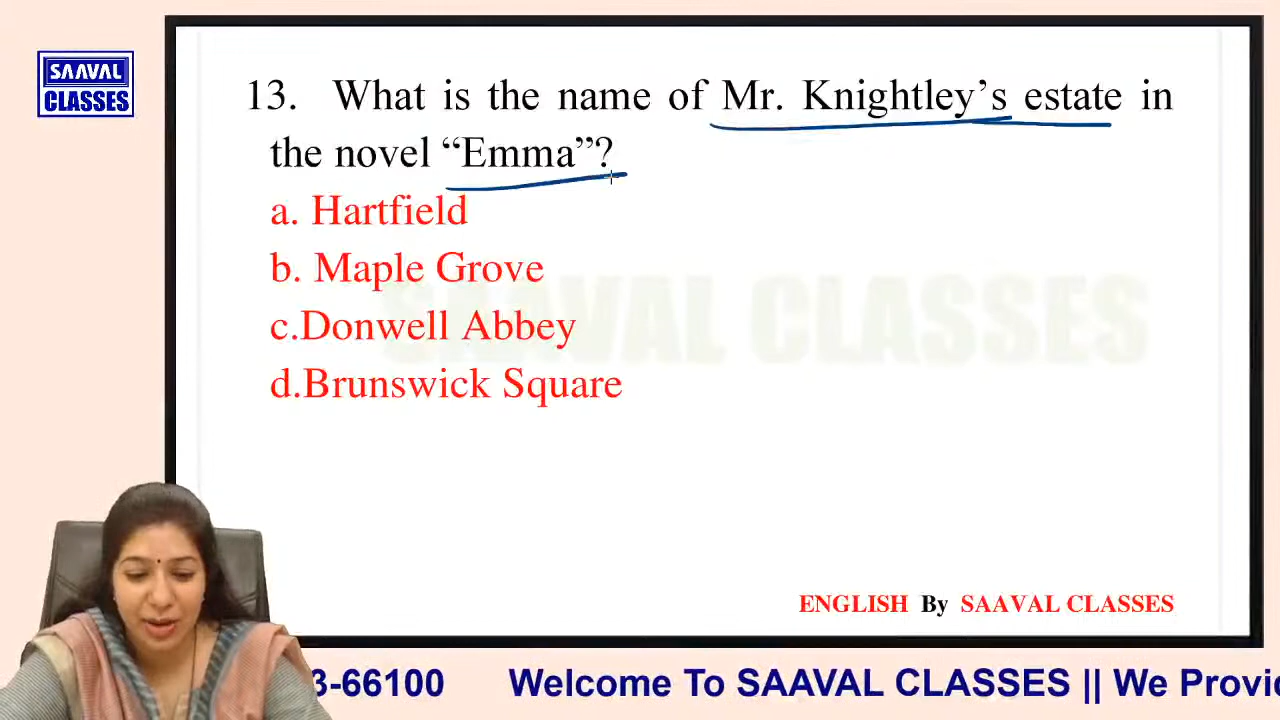 SAAVAL
CLASSES
13. What is the name of Mr. Knightley’s estate in
the novel “Emma”?
a. Hartfield
b. Maple Grove
c.Donwell Abbey
d.Brunswick Square
SAAVAL CLASSES
ENGLISH By SAAVAL CLASSES
3-66100 Welcome To SAAVAL CLASSES || We Provid